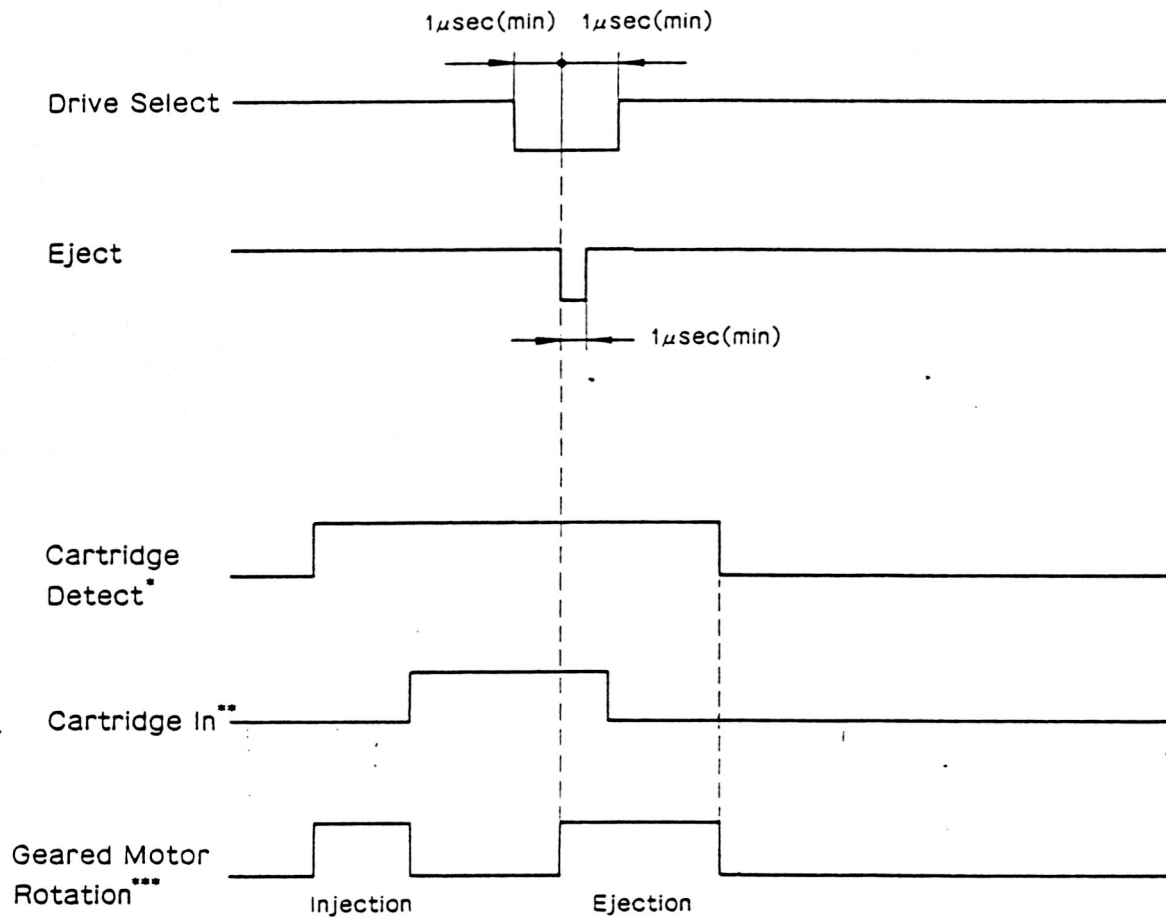 1μsec(min) 1μsec(min)
Drive Select
Eject
1μsec(min)
Cartridge
Detect*
Cartridge In**
Geared Motor
Rotation***
Injection Ejection